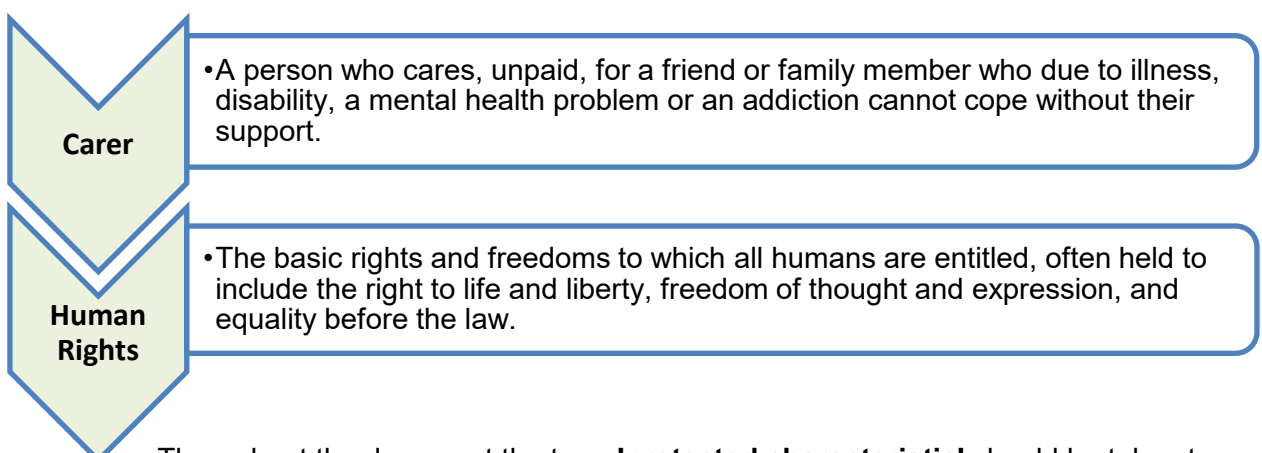 Carer
•A person who cares, unpaid, for a friend or family member who due to illness,
disability, a mental health problem or an addiction cannot cope without their
support.
Human
Rights
•The basic rights and freedoms to which all humans are entitled, often held to
include the right to life and liberty, freedom of thought and expression, and
equality before the law.